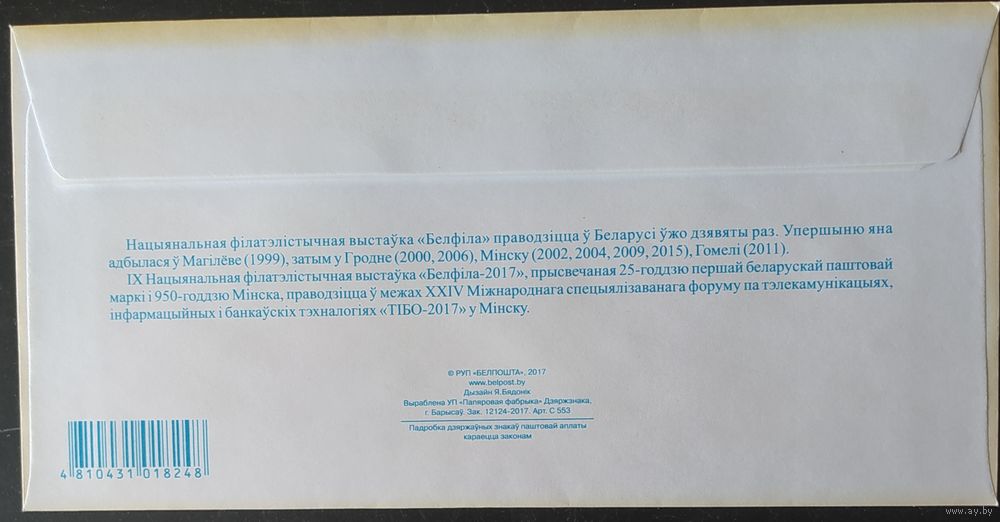 Нацыянальная філатэлістычная выстаўка «Белфіла» праводзіцца ў Беларусі ўжо дзявяты раз. Упершыню яна
адбылася ў Магілёве (1999), затым у Гродне (2000, 2006), Мінску (2002, 2004, 2009, 2015), Гомелі (2011).
IX Нацыянальная філатэлістычная выстаўка «Белфіла-2017», прысвечаная 25-годдзю першай беларускай паштовай
маркі і 950-годдзю Мінска, праводзіцца ў межах XXIV Міжнароднага спецыялізаванага форуму па тэлекамунікацыях,
інфармацыйных і банкаўскіх тэхналогіях «ТІБО-2017» у Мінску.
© РУП «БЕЛПОШТА», 2017
www.belpost.by
Дызайн Я.Бядонік
Выраблена УП «Папяровая фабрыка» Дзяржзнака,
г. Барысаў. Зак. 12124-2017. Арт. С 553
Падробка дзяржаўных знакаў паштовай аплаты
караецца законам
4 810431 018248
www.ay.by